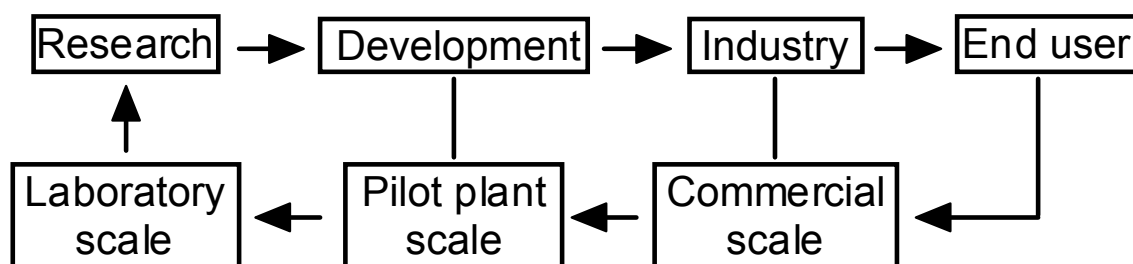 Research
Development
Industry
End user
Laboratory
scale
Pilot plant
scale
Commercial
scale